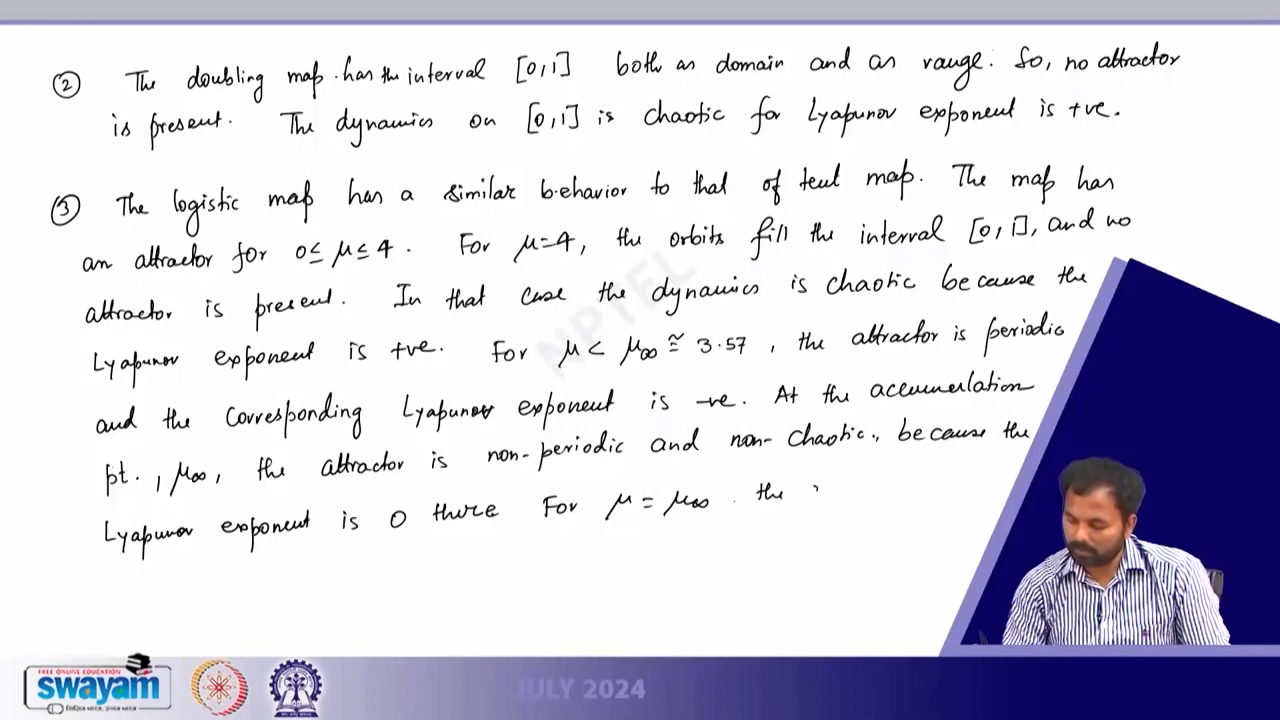 ② The doubling map has the interval [0,1] both as domain and as range. So, no attractor
is present. The dynamics on [0,1] is chaotic for Lyapunov exponent is +ve.
③ The logistic map has a similar behavior to that of tent map. The map has
an attractor for 0 ≤ μ ≤ 4. For μ=4, the orbits fill the interval [0,1], and no
attractor is present. In that case the dynamics is chaotic because the
Lyapunov exponent is +ve. For μ < μ∞ ≅ 3.57, the attractor is periodic
and the corresponding Lyapunov exponent is -ve. At the accumulation
pt., μ∞, the attractor is non-periodic and non-chaotic, because the
Lyapunov exponent is 0 there For μ = μ∞ the
NPTEL
FREE ONLINE EDUCATION
swayam
JULY 2024